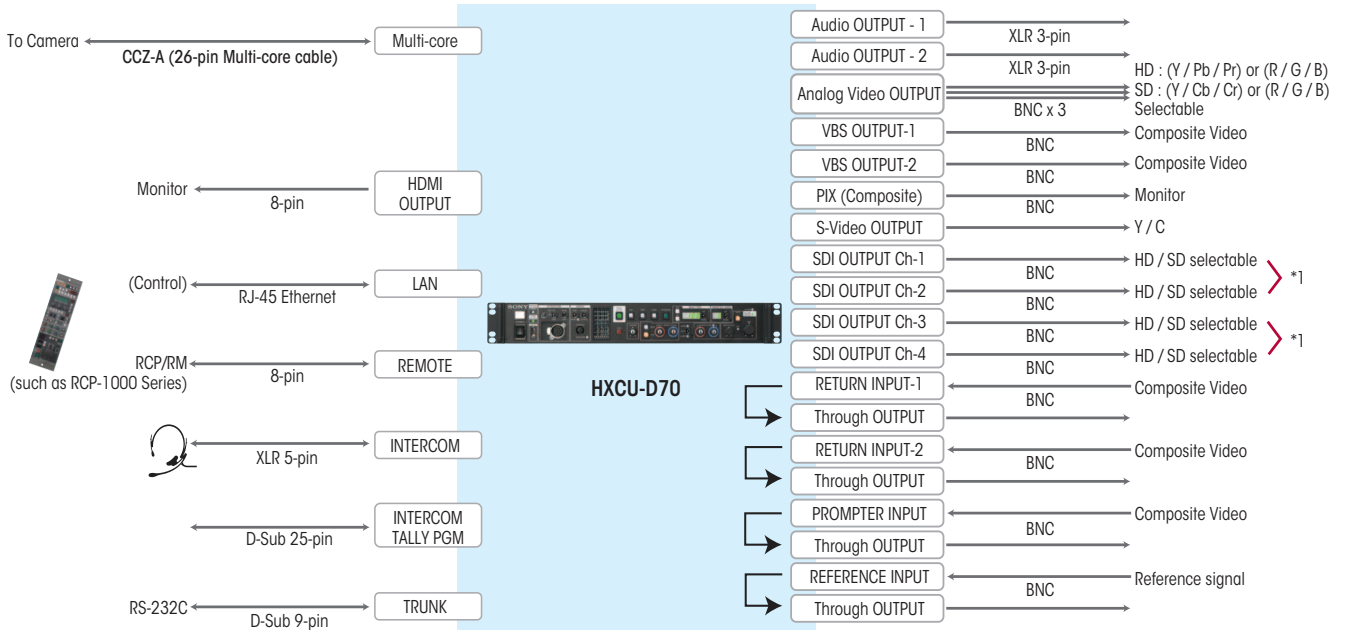 To Camera
CCZ-A (26-pin Multi-core cable)
Multi-core
Monitor
8-pin
HDMI
OUTPUT
(Control)
RJ-45 Ethernet
LAN
RCP/RM
(such as RCP-1000 Series)
8-pin
REMOTE
XLR 5-pin
INTERCOM
D-Sub 25-pin
INTERCOM
TALLY PGM
RS-232C
D-Sub 9-pin
TRUNK
SONY
HXCU-D70
Audio OUTPUT - 1
XLR 3-pin
Audio OUTPUT - 2
XLR 3-pin
Analog Video OUTPUT
BNC x 3
HD : (Y / Pb / Pr) or (R / G / B)
SD : (Y / Cb / Cr) or (R / G / B)
Selectable
VBS OUTPUT-1
BNC
Composite Video
VBS OUTPUT-2
BNC
Composite Video
PIX (Composite)
BNC
Monitor
S-Video OUTPUT
Y / C
SDI OUTPUT Ch-1
BNC
HD / SD selectable
SDI OUTPUT Ch-2
BNC
HD / SD selectable
*1
SDI OUTPUT Ch-3
BNC
HD / SD selectable
SDI OUTPUT Ch-4
BNC
HD / SD selectable
*1
RETURN INPUT-1
BNC
Composite Video
Through OUTPUT
RETURN INPUT-2
BNC
Composite Video
Through OUTPUT
PROMPTER INPUT
BNC
Composite Video
Through OUTPUT
REFERENCE INPUT
BNC
Reference signal
Through OUTPUT